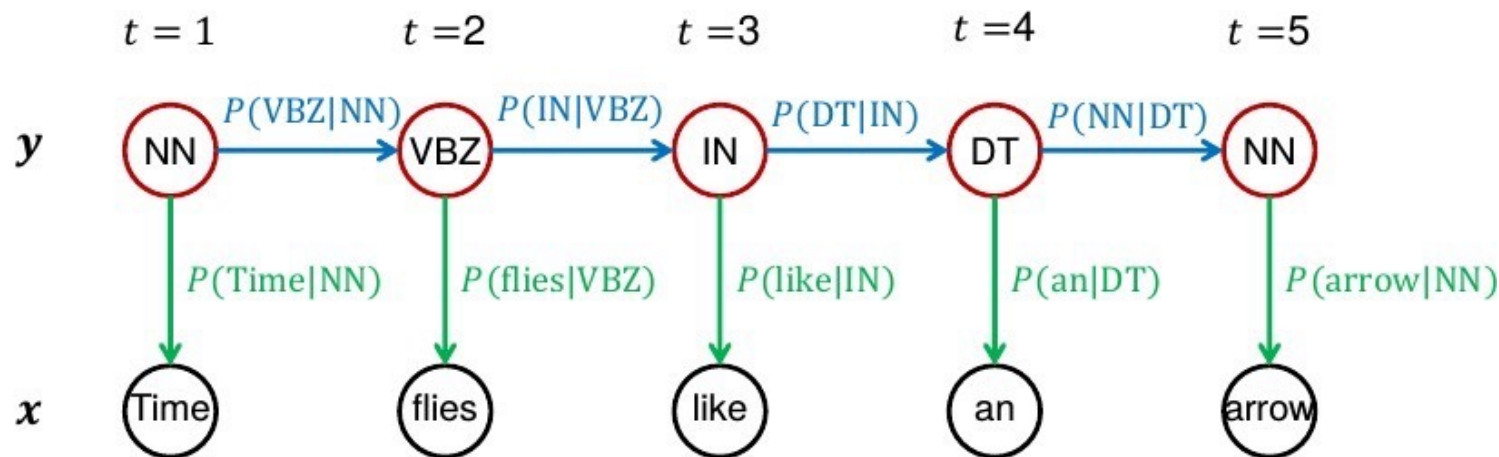 t = 1 t =2 t =3 t =4 t =5
P(VBZ|NN) P(IN|VBZ) P(DT|IN) P(NN|DT)
y NN VBZ IN DT NN
P(Time|NN) P(flies|VBZ) P(like|IN) P(an|DT) P(arrow|NN)
x Time flies like an arrow